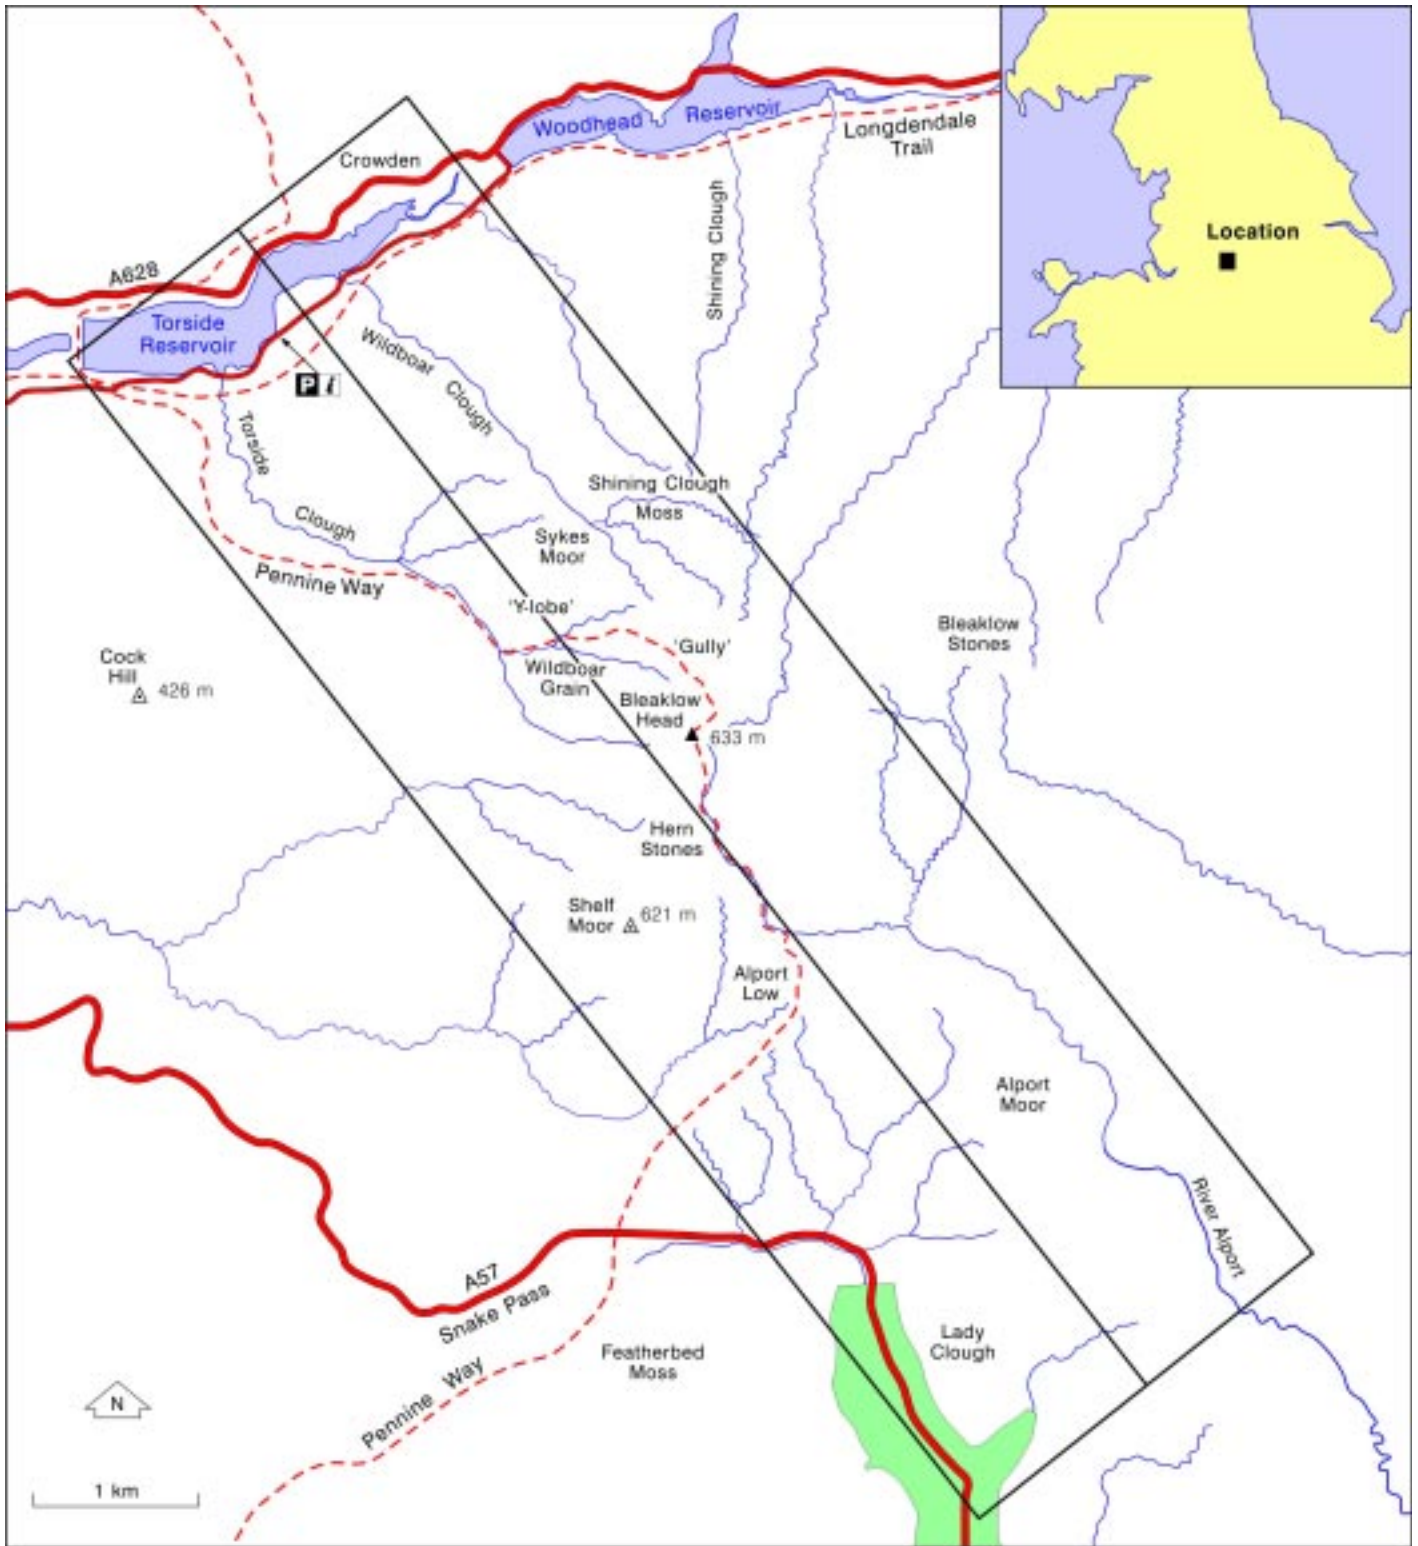 Location
Woodhead Reservoir
Longdendale
Trail
Crowden
A628
Shining Clough
Torside
Reservoir
P i
Wildboar Clough
Torside Clough
Shining Clough
Moss
Sykes
Moor
Pennine Way
'Y-lobe'
'Gully'
Bleaklow
Stones
Cock
Hill
426 m
Wildboar
Grain
Bleaklow
Head
633 m
Hern
Stones
Shelf
Moor
621 m
Alport
Low
Alport
Moor
River Alport
A57
Snake Pass
Featherbed
Moss
Lady
Clough
Pennine Way
N
1 km